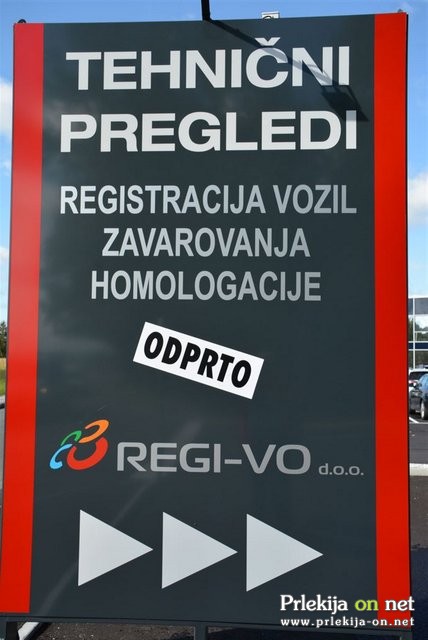 TEHNIČNI
PREGLEDI
REGISTRACIJA VOZIL
ZAVAROVANJA
HOMOLOGACIJE
ODPRTO
REGI-VO d.o.o.
Prlekija on net
www.prlekija-on.net